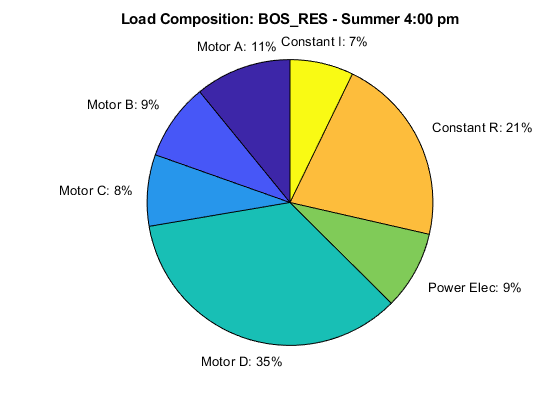 Load Composition: BOS_RES - Summer 4:00 pm
Motor A: 11%
Constant I: 7%
Motor B: 9%
Constant R: 21%
Motor C: 8%
Power Elec: 9%
Motor D: 35%